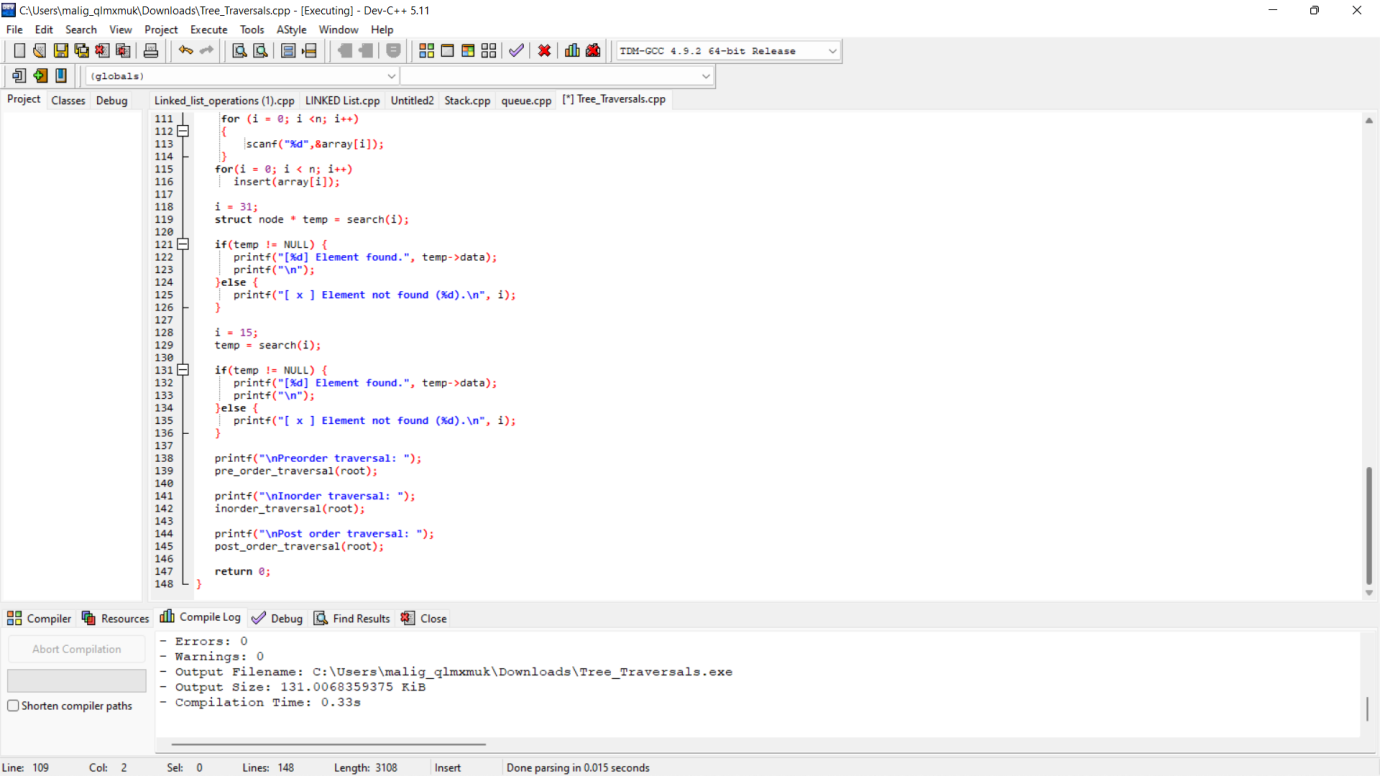 C:\Users\malig_qlmxmuk\Downloads\Tree_Traversals.cpp - [Executing] - Dev-C++ 5.11
File Edit Search View Project Execute Tools AStyle Window Help
TDM-GCC 4.9.2 64-bit Release
(globals)
Project Classes Debug Linked_list_operations (1).cpp LINKED List.cpp Untitled2 Stack.cpp queue.cpp [*] Tree_Traversals.cpp
111 for (i = 0; i <n; i++)
112 {
113 scanf("%d",&array[i]);
114 }
115 for(i = 0; i < n; i++)
116 insert(array[i]);
117
118 i = 31;
119 struct node * temp = search(i);
120
121 if(temp != NULL) {
122 printf("[%d] Element found.", temp->data);
123 printf("\n");
124 }else {
125 printf("[ x ] Element not found (%d).\n", i);
126 }
127
128 i = 15;
129 temp = search(i);
130
131 if(temp != NULL) {
132 printf("[%d] Element found.", temp->data);
133 printf("\n");
134 }else {
135 printf("[ x ] Element not found (%d).\n", i);
136 }
137
138 printf("\nPreorder traversal: ");
139 pre_order_traversal(root);
140
141 printf("\nInorder traversal: ");
142 inorder_traversal(root);
143
144 printf("\nPost order traversal: ");
145 post_order_traversal(root);
146
147 return 0;
148 }
Compiler Resources Compile Log Debug Find Results Close
Abort Compilation
Shorten compiler paths
- Errors: 0
- Warnings: 0
- Output Filename: C:\Users\malig_qlmxmuk\Downloads\Tree_Traversals.exe
- Output Size: 131.0068359375 KiB
- Compilation Time: 0.33s
Line: 109 Col: 2 Sel: 0 Lines: 148 Length: 3108 Insert Done parsing in 0.015 seconds